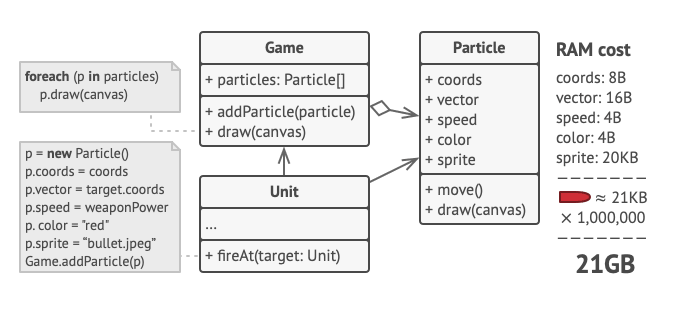 foreach (p in particles)
p.draw(canvas)
p = new Particle()
p.coords = coords
p.vector = target.coords
p.speed = weaponPower
p. color = "red"
p.sprite = “bullet.jpeg”
Game.addParticle(p)
Game
+ particles: Particle[]
+ addParticle(particle)
+ draw(canvas)
Unit
...
+ fireAt(target: Unit)
Particle
+ coords
+ vector
+ speed
+ color
+ sprite
+ move()
+ draw(canvas)
RAM cost
coords: 8B
vector: 16B
speed: 4B
color: 4B
sprite: 20KB
≈ 21KB
× 1,000,000
21GB